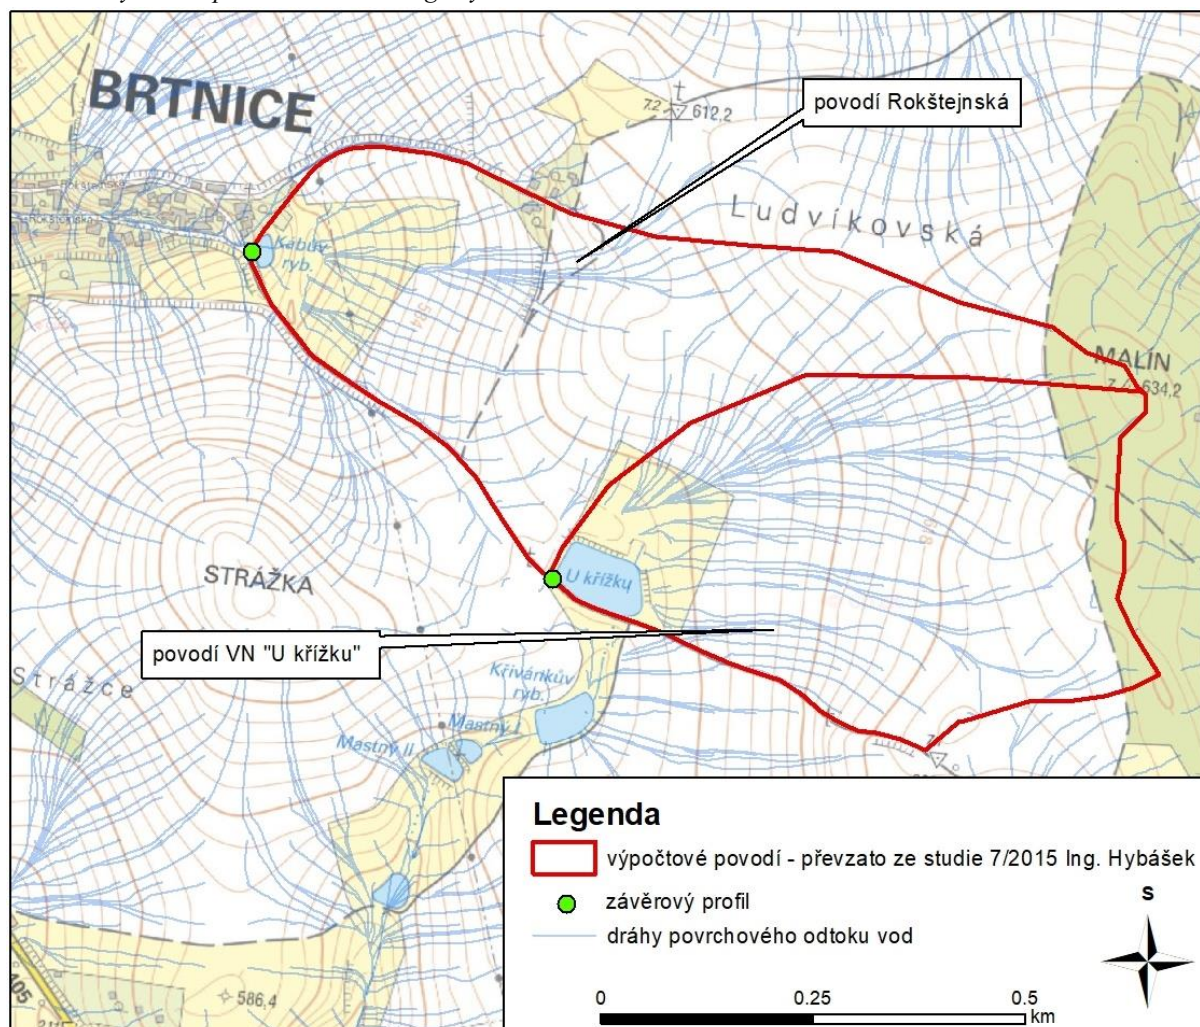 BRTNICE
7.2 612,2
povodí Rokštejnská
Ludvíkovská
Kabův
ryb.
MALÍN
634,2
618
STRÁŽKA
U křížku
povodí VN "U křížku"
Strážce
Křivánkův
ryb.
Mastný I
Mastný II
586,4
405
Legenda
výpočtové povodí - převzato ze studie 7/2015 Ing. Hybášek
závěrový profil
dráhy povrchového odtoku vod
S
0 0.25 0.5
km